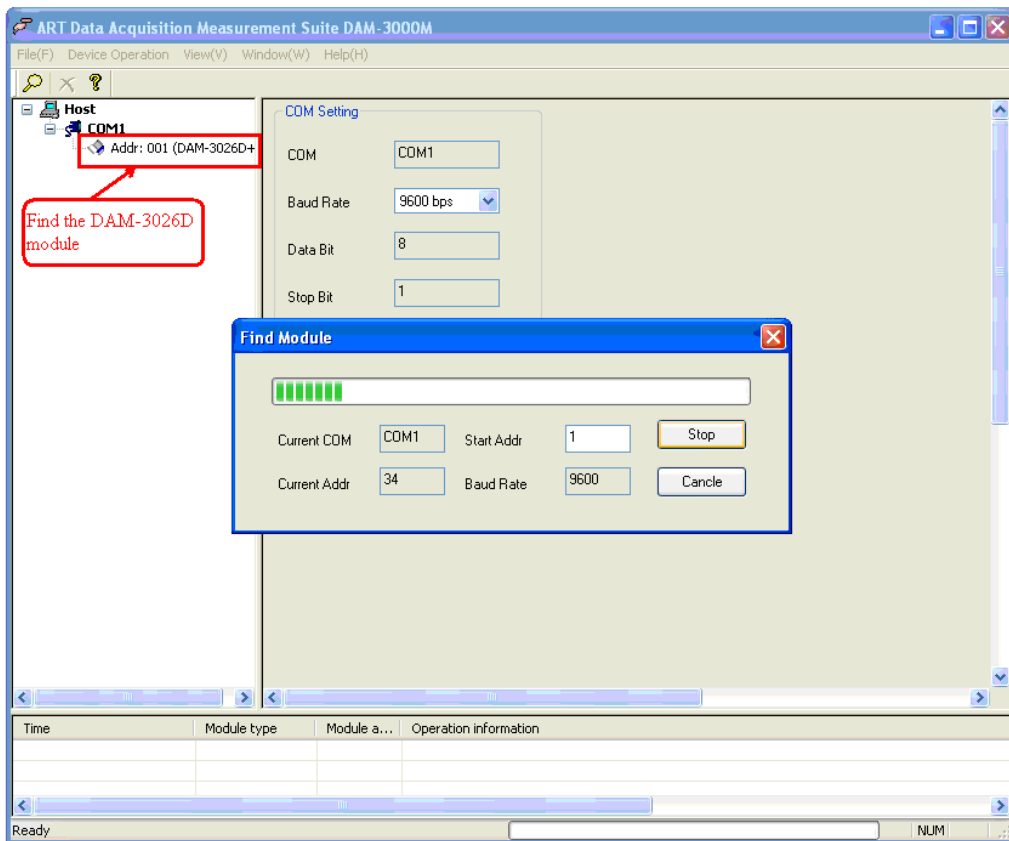 ART Data Acquisition Measurement Suite DAM-3000M
File(F) Device Operation View(V) Window(W) Help(H)
Host
COM1
Addr: 001 (DAM-3026D+
Find the DAM-3026D
module
COM Setting
COM COM1
Baud Rate 9600 bps
Data Bit 8
Stop Bit 1
Find Module
Current COM COM1 Start Addr 1 Stop
Current Addr 34 Baud Rate 9600 Cancle
Time Module type Module a... Operation information
Ready NUM